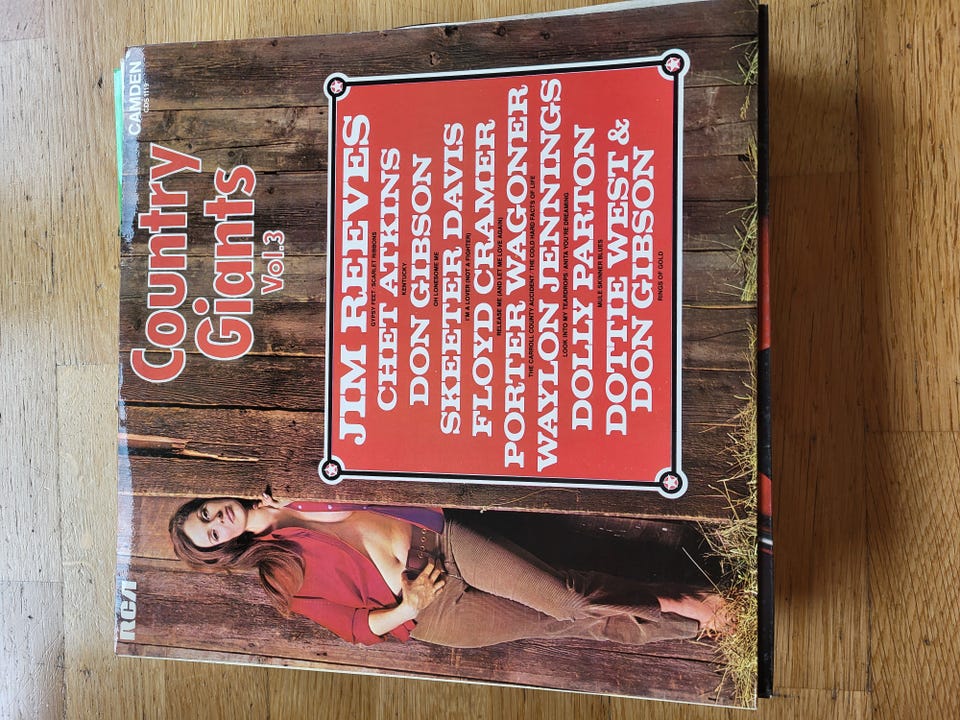 RCA
CAMDEN
CDS 1119
Country
Giants
Vol.3
JIM REEVES
GYPSY FEET/SCARLET RIBBONS
CHET ATKINS
KENTUCKY
DON GIBSON
OH LONESOME ME
SKEETER DAVIS
I'M A LOVER (NOT A FIGHTER)
FLOYD CRAMER
RELEASE ME (AND LET ME LOVE AGAIN)
PORTER WAGONER
THE CARROLL COUNTY ACCIDENT/THE COLD HARD FACTS OF LIFE
WAYLON JENNINGS
LOOK INTO MY TEARDROPS/ANITA YOU'RE DREAMING
DOLLY PARTON
MULE SKINNER BLUES
DOTTIE WEST &
DON GIBSON
RINGS OF GOLD